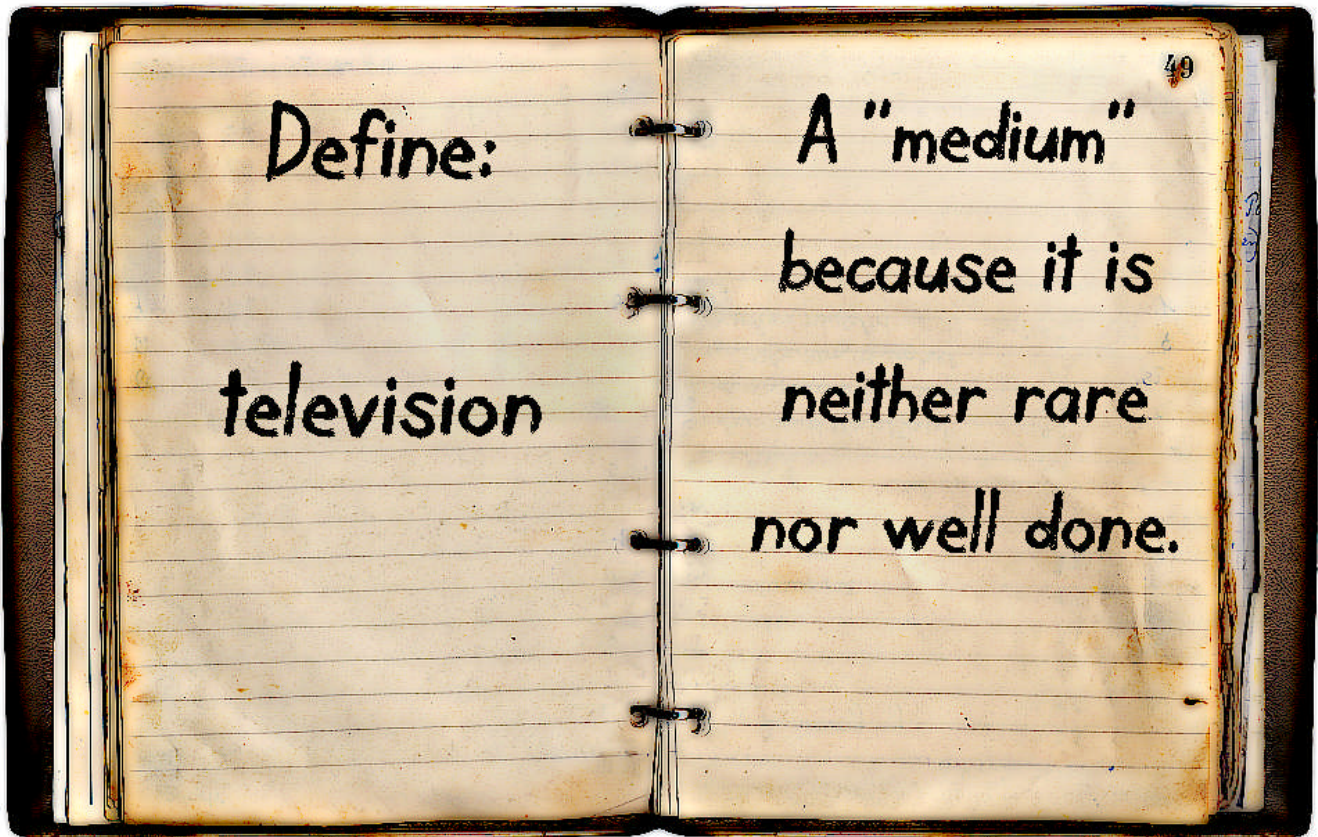 Define:
television
49
A "medium"
because it is
neither rare
nor well done.